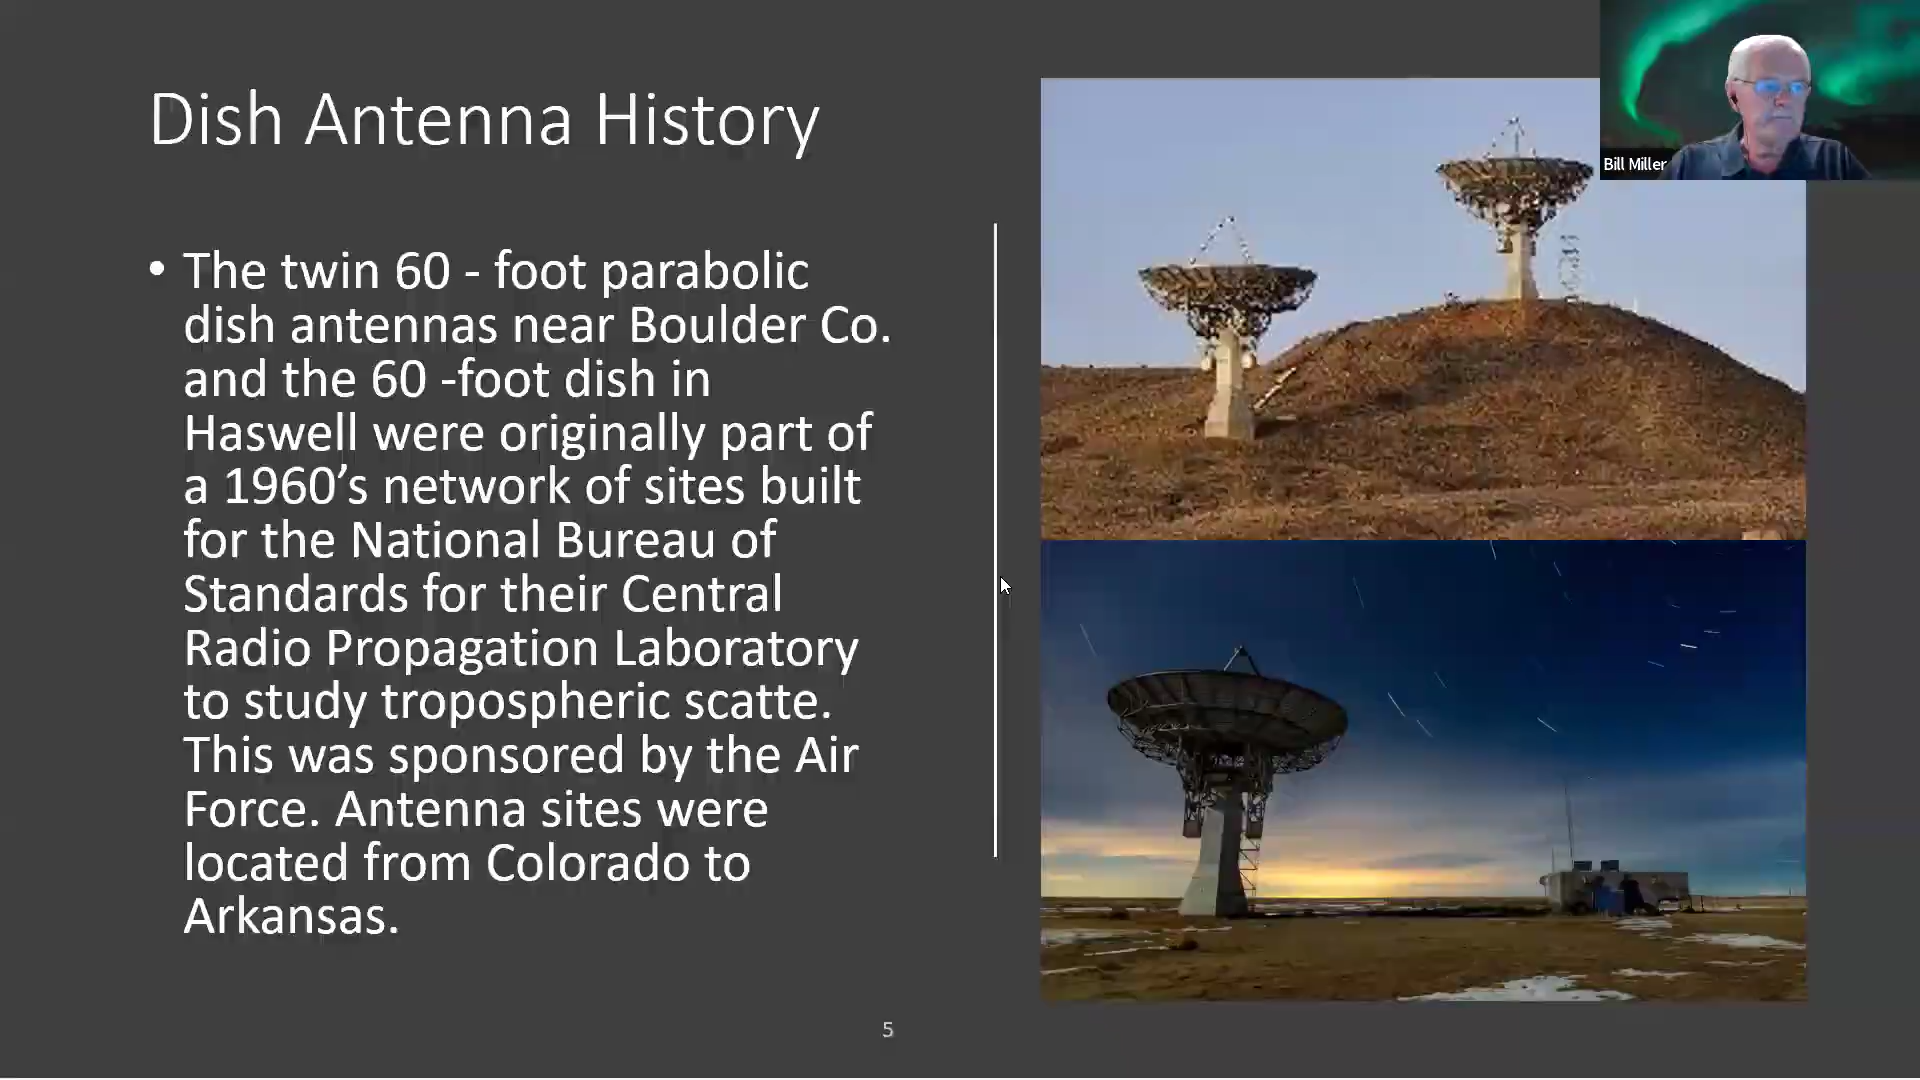 Dish Antenna History
• The twin 60 - foot parabolic
dish antennas near Boulder Co.
and the 60 -foot dish in
Haswell were originally part of
a 1960’s network of sites built
for the National Bureau of
Standards for their Central
Radio Propagation Laboratory
to study tropospheric scatte.
This was sponsored by the Air
Force. Antenna sites were
located from Colorado to
Arkansas.
5
Bill Miller